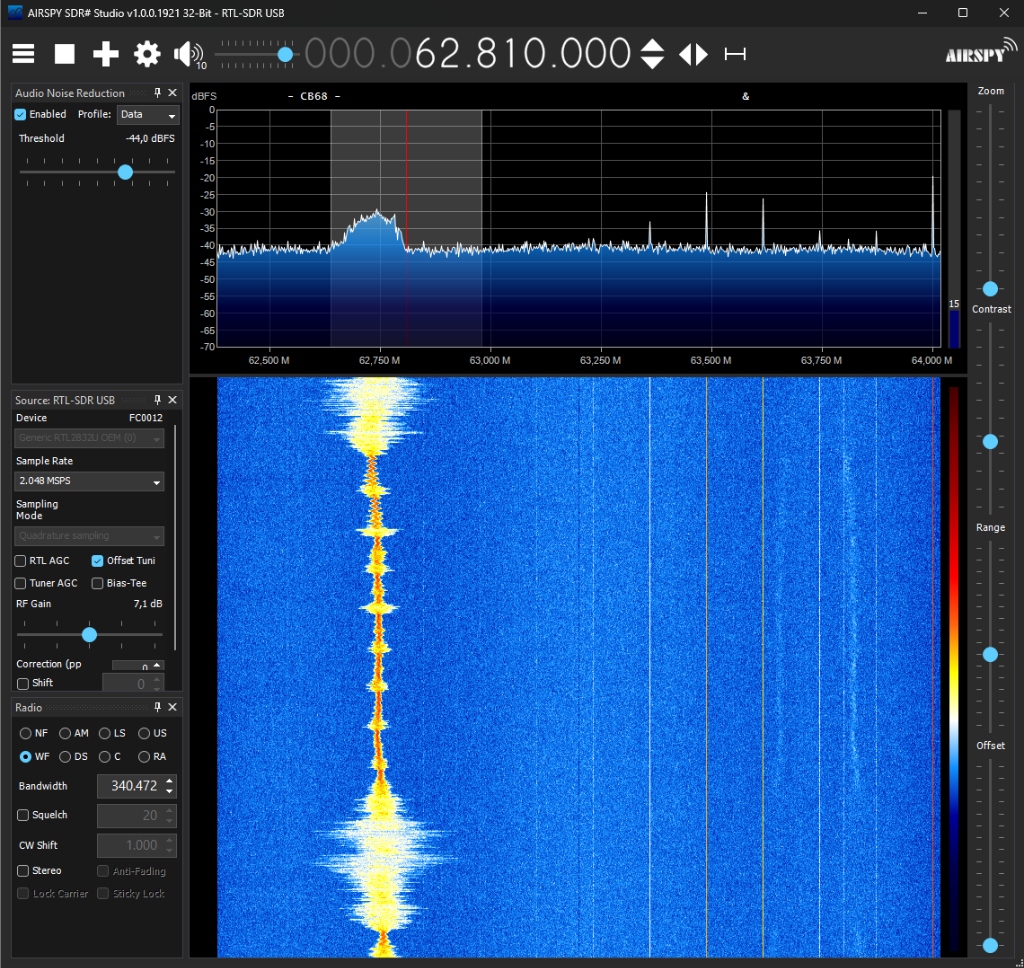 AIRSPY SDR# Studio v1.0.0.1921 32-Bit - RTL-SDR USB
10
000.062.810.000
AIRSPY
Audio Noise Reduction
Enabled Profile: Data
Threshold -44,0 dBFS
dBFS - CB68 - &
0
-5
-10
-15
-20
-25
-30
-35
-40
-45
-50
-55
-60
-65
-70
15
62,500 M 62,750 M 63,000 M 63,250 M 63,500 M 63,750 M 64,000 M
Zoom
Contrast
Range
Offset
Source: RTL-SDR USB
Device FC0012
Generic RTL2832U OEM (0)
Sample Rate
2.048 MSPS
Sampling
Mode
Quadrature sampling
RTL AGC Offset Tuni
Tuner AGC Bias-Tee
RF Gain 7,1 dB
Correction (pp 0
Shift 0
Radio
NF AM LS US
WF DS C RA
Bandwidth 340.472
Squelch 20
CW Shift 1.000
Stereo Anti-Fading
Lock Carrier Sticky Lock